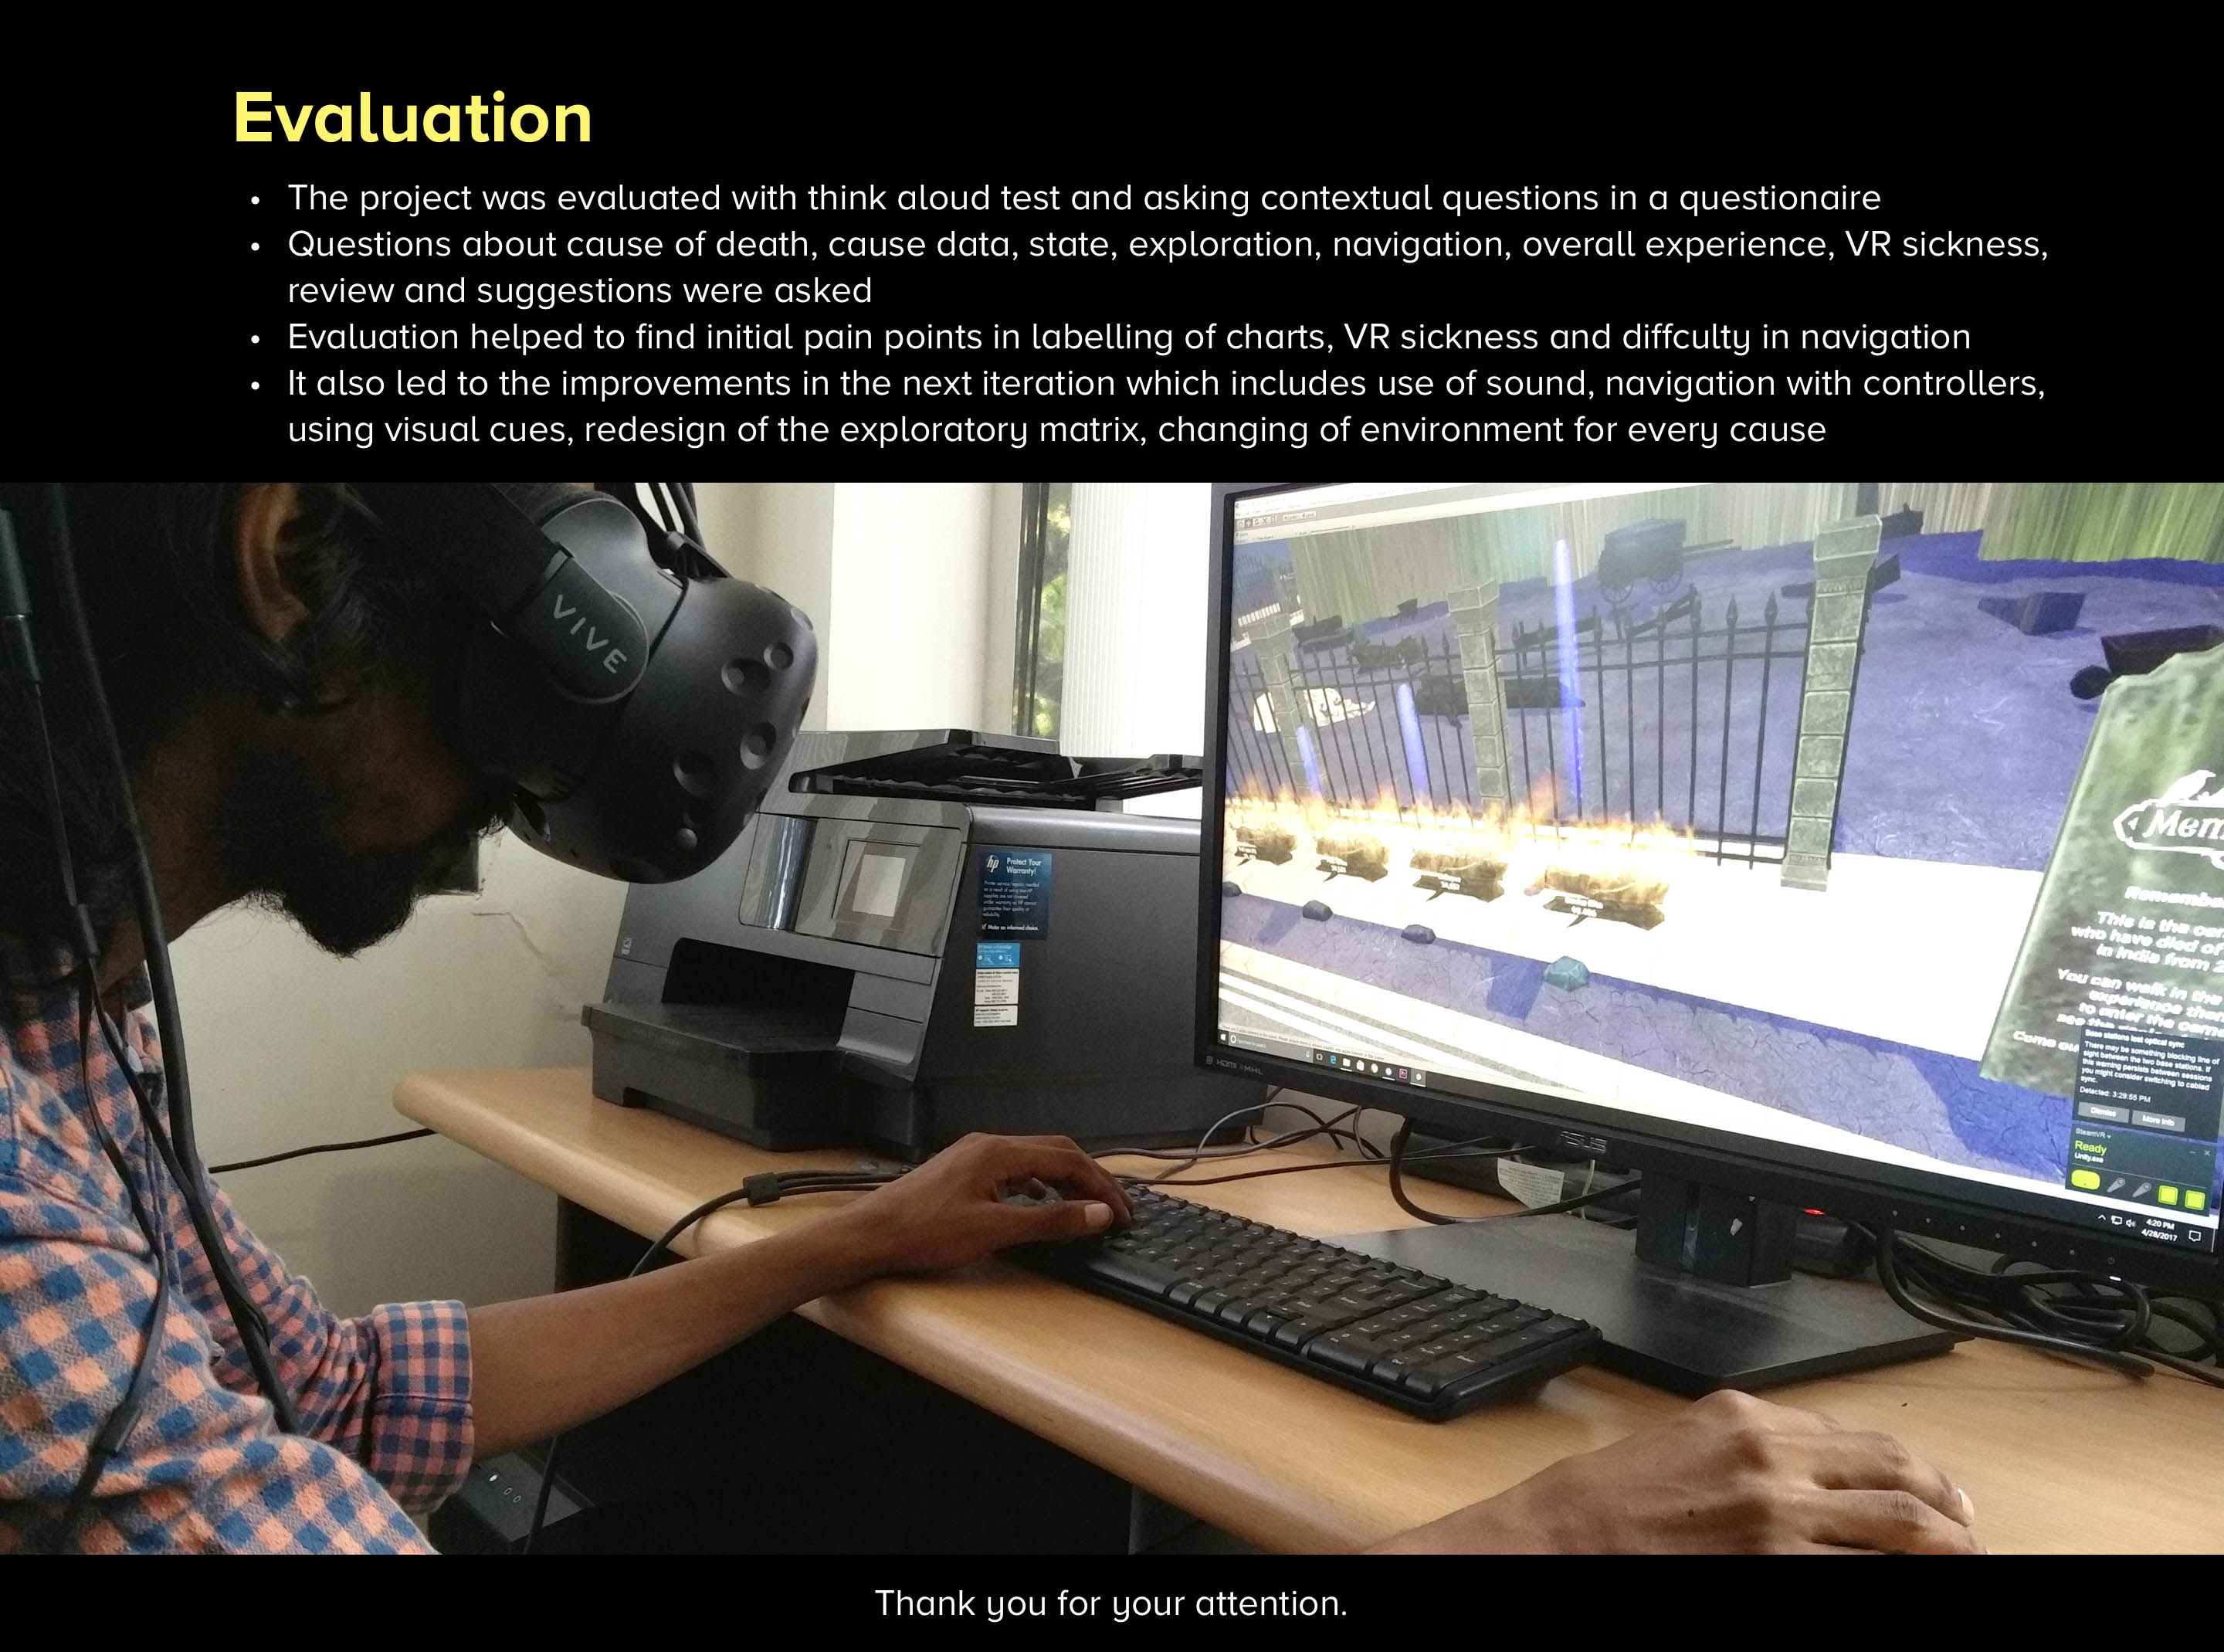 Evaluation
• The project was evaluated with think aloud test and asking contextual questions in a questionaire
• Questions about cause of death, cause data, state, exploration, navigation, overall experience, VR sickness,
review and suggestions were asked
• Evaluation helped to find initial pain points in labelling of charts, VR sickness and diffculty in navigation
• It also led to the improvements in the next iteration which includes use of sound, navigation with controllers,
using visual cues, redesign of the exploratory matrix, changing of environment for every cause
VIVE
hp
Protect Your
Warranty!
Mem
Remembe
This is the
who have died of
in India from 2
You can walk in the
experience
to enter the
Come
Base stations lost optical sync
There may be something blocking line of
sight between the two base stations. If
this warning persists between sessions
you might consider switching to cabled
sync.
Detected: 3:29:55 PM
Dismiss More Info
SteamVR
Ready
Unity.exe
4:20 PM
4/28/2017
HDMI
ASUS
Thank you for your attention.